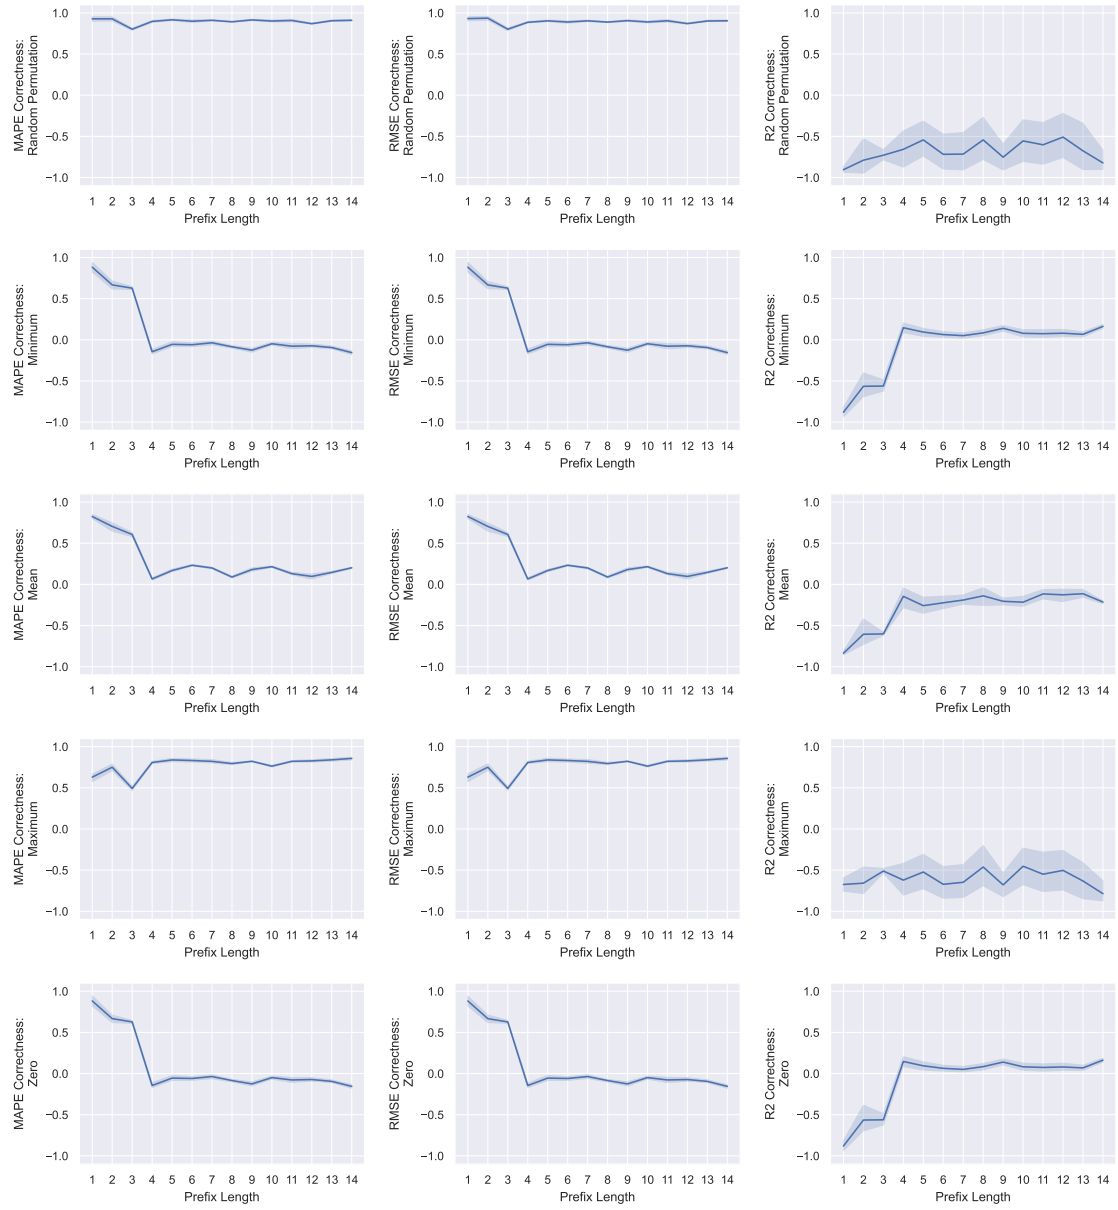 MAPE Correctness:
Random Permutation
1.0
0.5
0.0
−0.5
−1.0
1 2 3 4 5 6 7 8 9 10 11 12 13 14
Prefix Length
RMSE Correctness:
Random Permutation
1.0
0.5
0.0
−0.5
−1.0
1 2 3 4 5 6 7 8 9 10 11 12 13 14
Prefix Length
R2 Correctness:
Random Permutation
1.0
0.5
0.0
−0.5
−1.0
1 2 3 4 5 6 7 8 9 10 11 12 13 14
Prefix Length
MAPE Correctness:
Minimum
1.0
0.5
0.0
−0.5
−1.0
1 2 3 4 5 6 7 8 9 10 11 12 13 14
Prefix Length
RMSE Correctness:
Minimum
1.0
0.5
0.0
−0.5
−1.0
1 2 3 4 5 6 7 8 9 10 11 12 13 14
Prefix Length
R2 Correctness:
Minimum
1.0
0.5
0.0
−0.5
−1.0
1 2 3 4 5 6 7 8 9 10 11 12 13 14
Prefix Length
MAPE Correctness:
Mean
1.0
0.5
0.0
−0.5
−1.0
1 2 3 4 5 6 7 8 9 10 11 12 13 14
Prefix Length
RMSE Correctness:
Mean
1.0
0.5
0.0
−0.5
−1.0
1 2 3 4 5 6 7 8 9 10 11 12 13 14
Prefix Length
R2 Correctness:
Mean
1.0
0.5
0.0
−0.5
−1.0
1 2 3 4 5 6 7 8 9 10 11 12 13 14
Prefix Length
MAPE Correctness:
Maximum
1.0
0.5
0.0
−0.5
−1.0
1 2 3 4 5 6 7 8 9 10 11 12 13 14
Prefix Length
RMSE Correctness:
Maximum
1.0
0.5
0.0
−0.5
−1.0
1 2 3 4 5 6 7 8 9 10 11 12 13 14
Prefix Length
R2 Correctness:
Maximum
1.0
0.5
0.0
−0.5
−1.0
1 2 3 4 5 6 7 8 9 10 11 12 13 14
Prefix Length
MAPE Correctness:
Zero
1.0
0.5
0.0
−0.5
−1.0
1 2 3 4 5 6 7 8 9 10 11 12 13 14
Prefix Length
RMSE Correctness:
Zero
1.0
0.5
0.0
−0.5
−1.0
1 2 3 4 5 6 7 8 9 10 11 12 13 14
Prefix Length
R2 Correctness:
Zero
1.0
0.5
0.0
−0.5
−1.0
1 2 3 4 5 6 7 8 9 10 11 12 13 14
Prefix Length